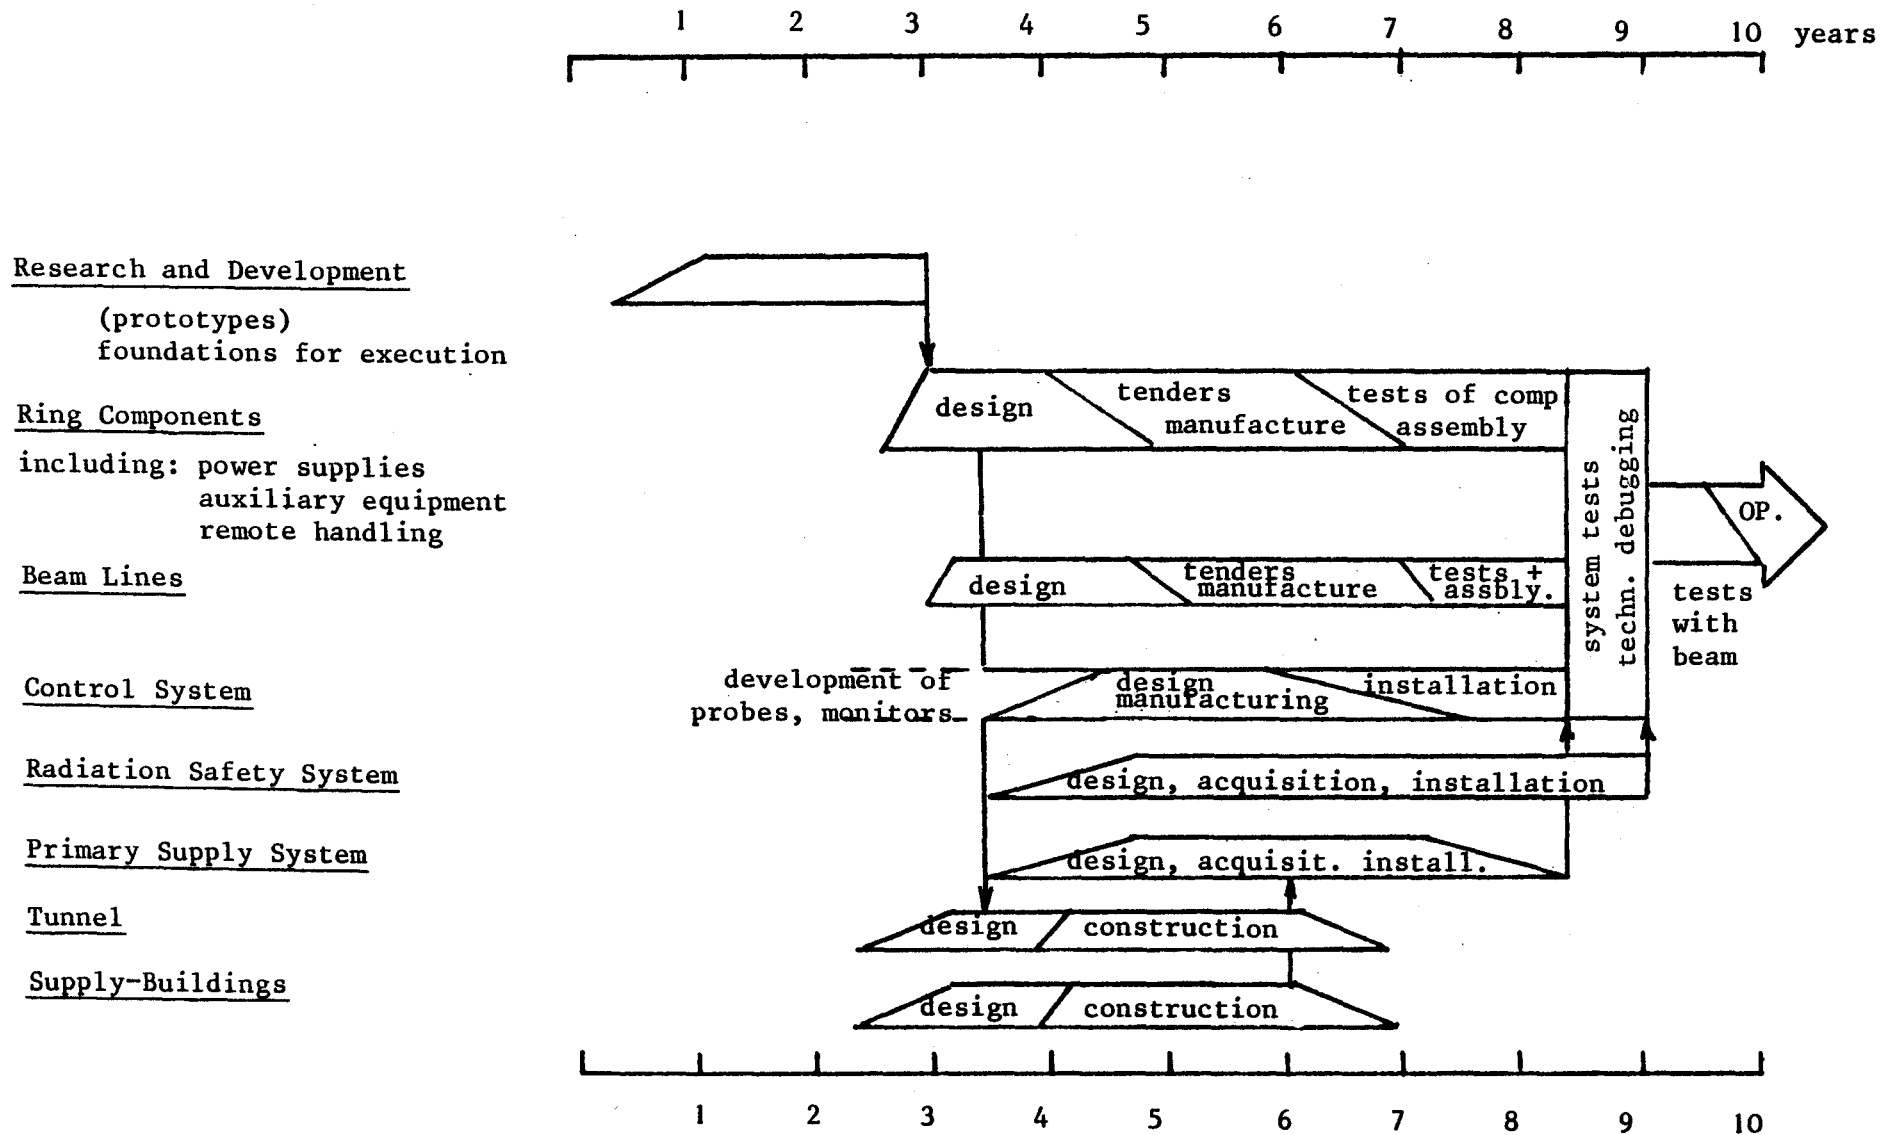 1 2 3 4 5 6 7 8 9 10 years
Research and Development
(prototypes)
foundations for execution
Ring Components
including: power supplies
auxiliary equipment
remote handling
design
tenders
manufacture
tests of comp
assembly
system tests
techn. debugging
OP.
tests
with
beam
Beam Lines
design
tenders
manufacture
tests +
assbly.
Control System
development of
probes, monitors
design
manufacturing
installation
Radiation Safety System
design, acquisition, installation
Primary Supply System
design, acquisit. install.
Tunnel
design
construction
Supply-Buildings
design
construction
1 2 3 4 5 6 7 8 9 10